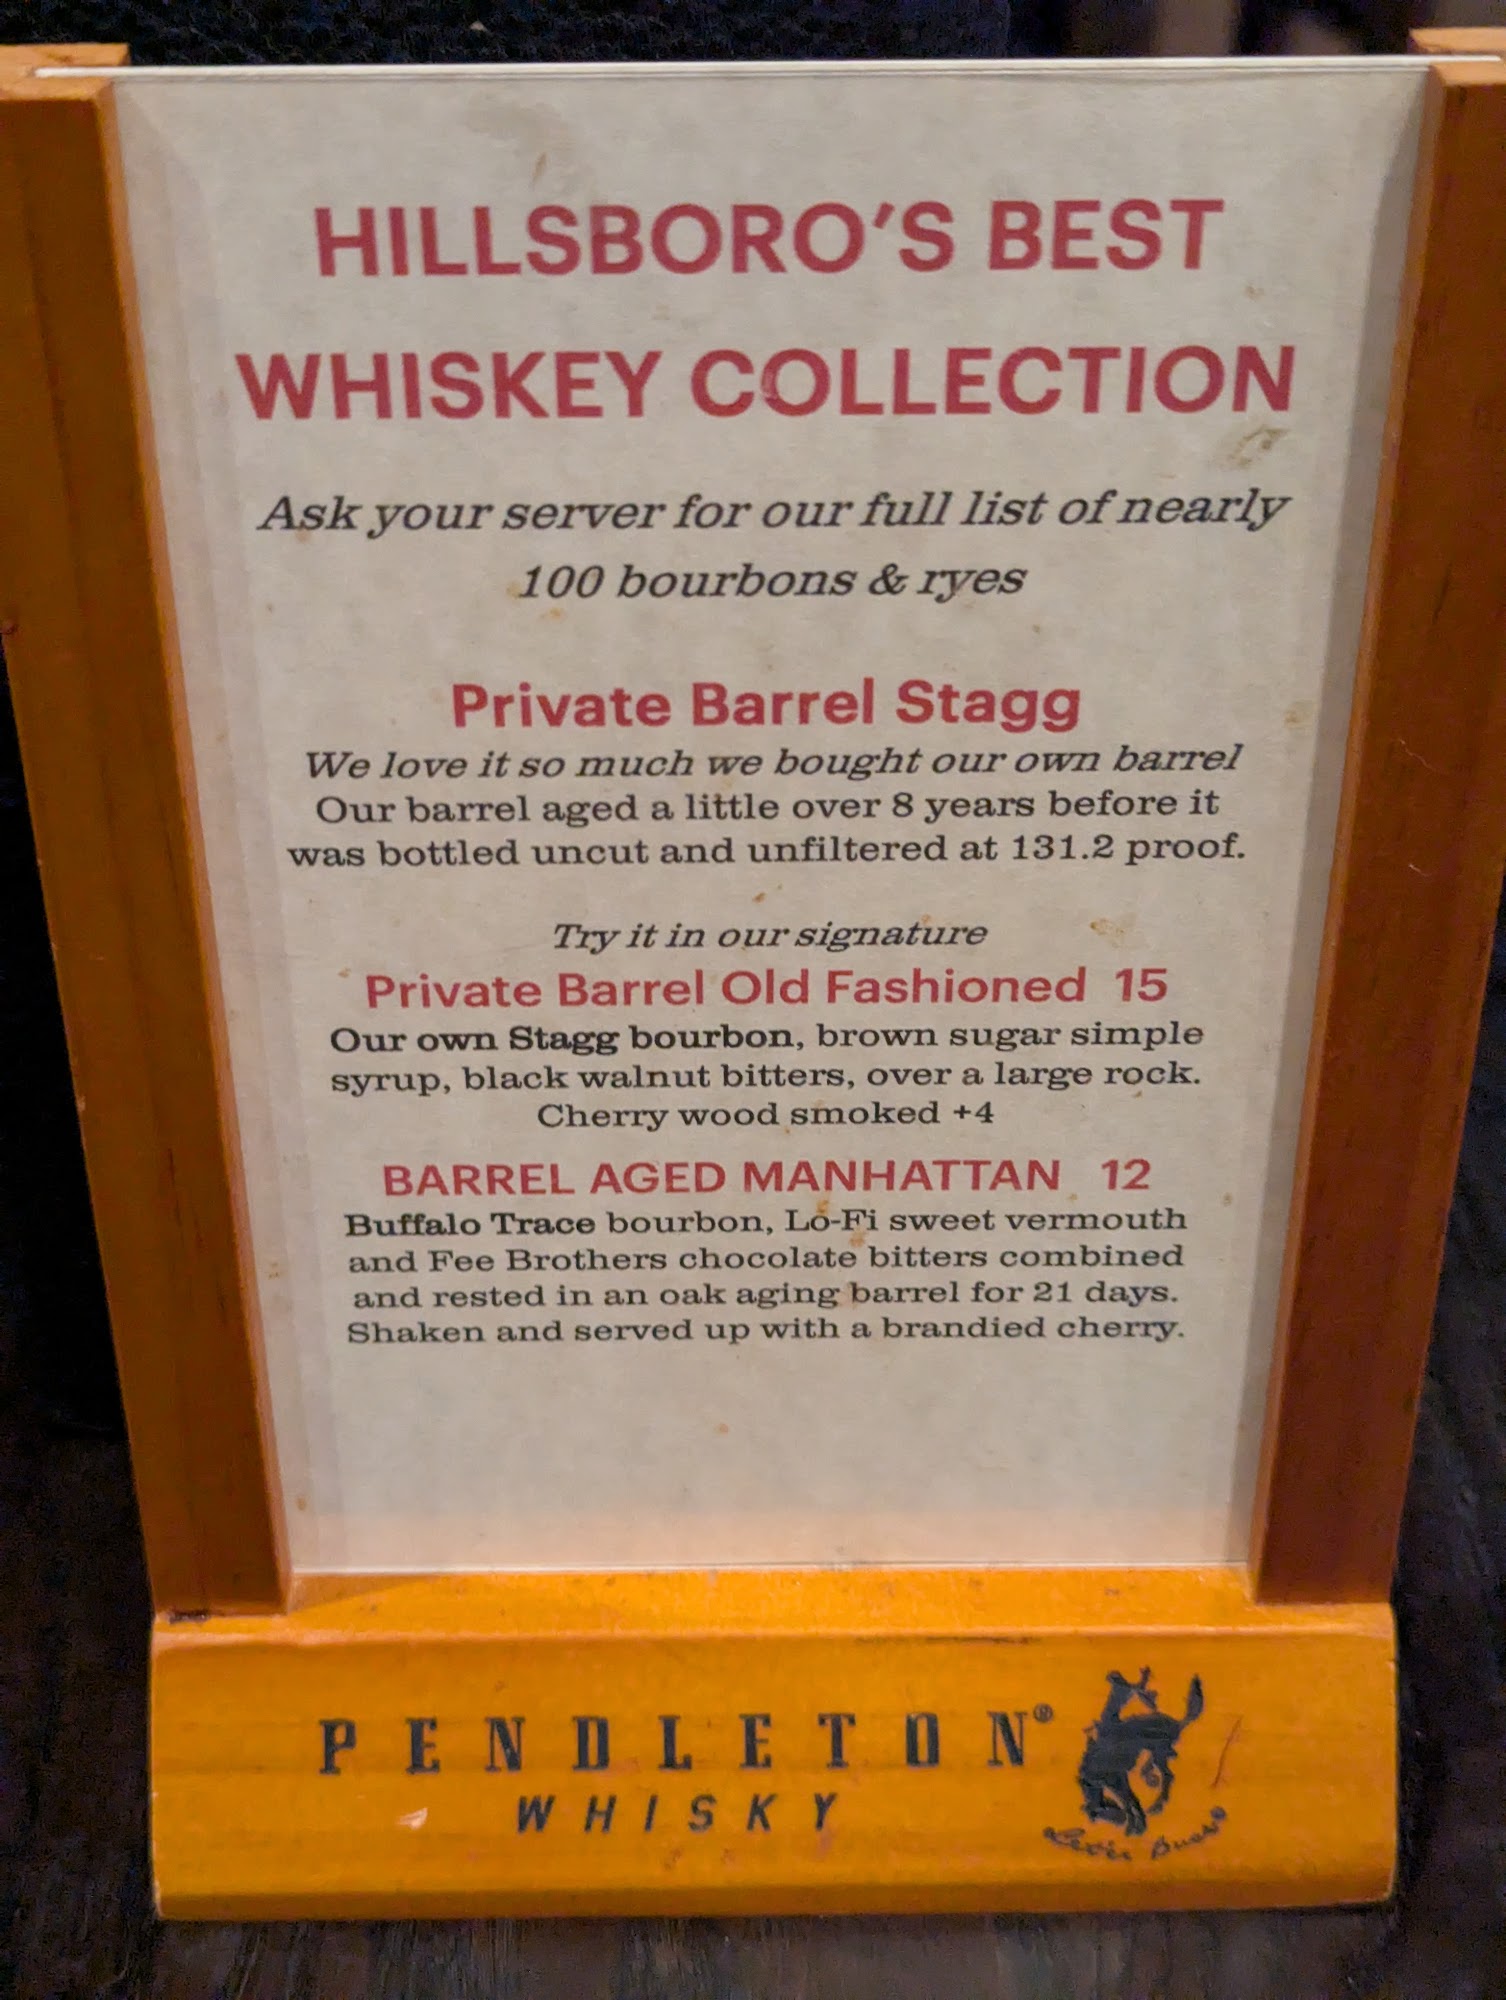 HILLSBORO'S BEST
WHISKEY COLLECTION
Ask your server for our full list of nearly
100 bourbons & ryes
Private Barrel Stagg
We love it so much we bought our own barrel
Our barrel aged a little over 8 years before it
was bottled uncut and unfiltered at 131.2 proof.
Try it in our signature
Private Barrel Old Fashioned 15
Our own Stagg bourbon, brown sugar simple
syrup, black walnut bitters, over a large rock.
Cherry wood smoked +4
BARREL AGED MANHATTAN 12
Buffalo Trace bourbon, Lo-Fi sweet vermouth
and Fee Brothers chocolate bitters combined
and rested in an oak aging barrel for 21 days.
Shaken and served up with a brandied cherry.
PENDLETON®
WHISKY